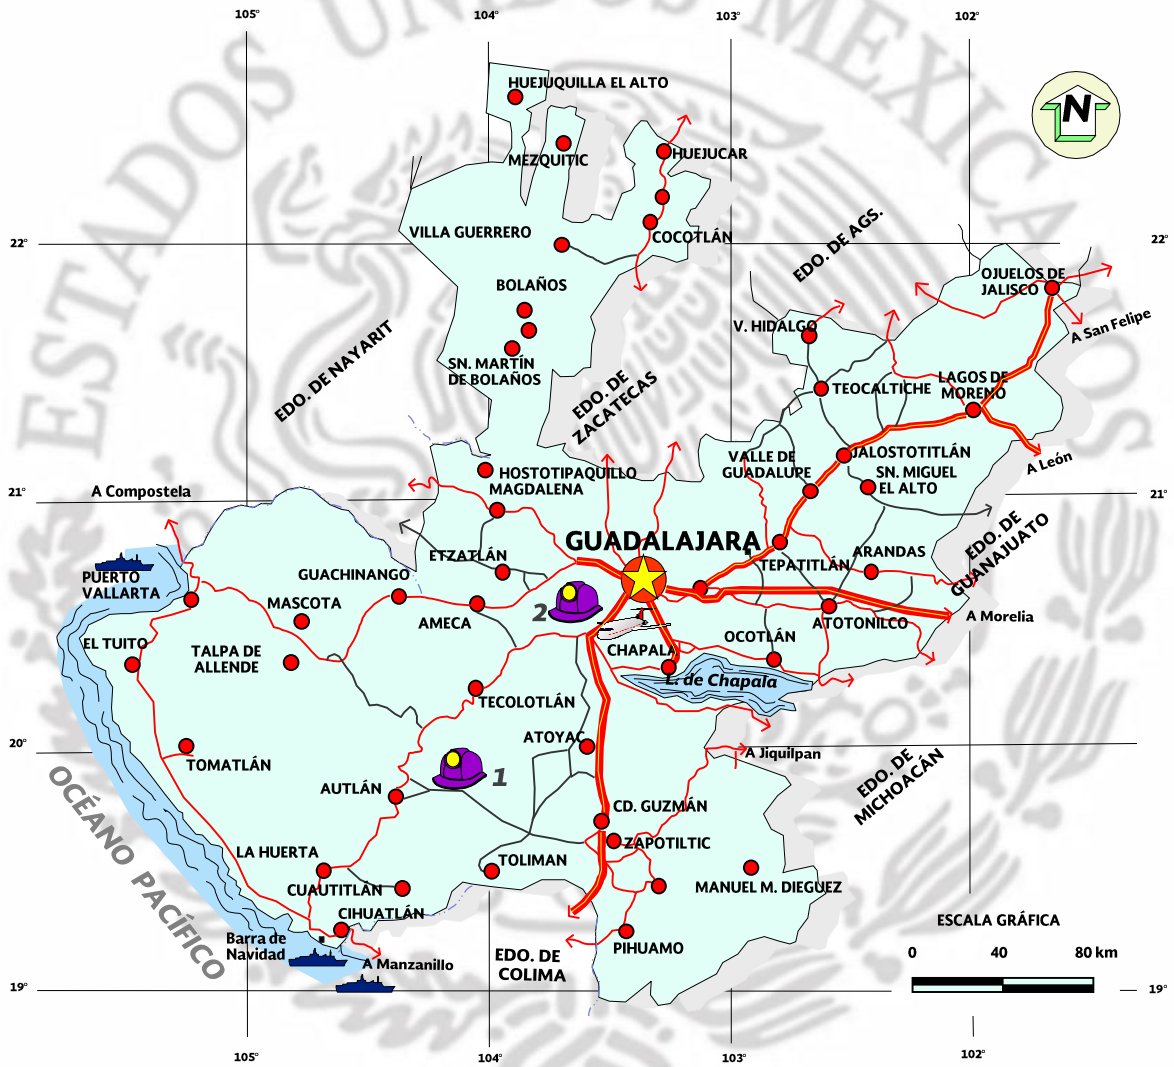 105°
104°
103°
102°
ESTADOS UNIDOS MEXICANOS
HUEJUQUILLA EL ALTO
N
MEZQUITIC
HUEJUCAR
VILLA GUERRERO
COCOTLÁN
22°
22°
EDO. DE AGS.
OJUELOS DE
JALISCO
BOLAÑOS
V. HIDALGO
A San Felipe
EDO. DE NAYARIT
SN. MARTÍN
DE BOLAÑOS
EDO. DE
ZACATECAS
TEOCALTICHE
LAGOS DE
MORENO
VALLE DE
GUADALUPE
JALOSTOTITLÁN
SN. MIGUEL
EL ALTO
A León
HOSTOTIPAQUILLO
MAGDALENA
21°
A Compostela
21°
EDO. DE
GUANAJUATO
GUADALAJARA
ETZATLÁN
TEPATITLÁN
ARANDAS
PUERTO
VALLARTA
GUACHINANGO
MASCOTA
AMECA
2
ATOTONILCO
A Morelia
EL TUITO
TALPA DE
ALLENDE
CHAPALA
OCOTLÁN
L. de Chapala
TECOLOTLÁN
20°
20°
ATOYAC
A Jiquilpan
TOMATLÁN
EDO. DE
MICHOACÁN
AUTLÁN
1
OCÉANO PACÍFICO
CD. GUZMÁN
ZAPOTILTIC
LA HUERTA
TOLIMAN
CUAUTITLÁN
MANUEL M. DIEGUEZ
CIHUATLÁN
Barra de
Navidad
A Manzanillo
EDO. DE
COLIMA
PIHUAMO
ESCALA GRÁFICA
0 40 80 km
19°
19°
105°
104°
103°
102°